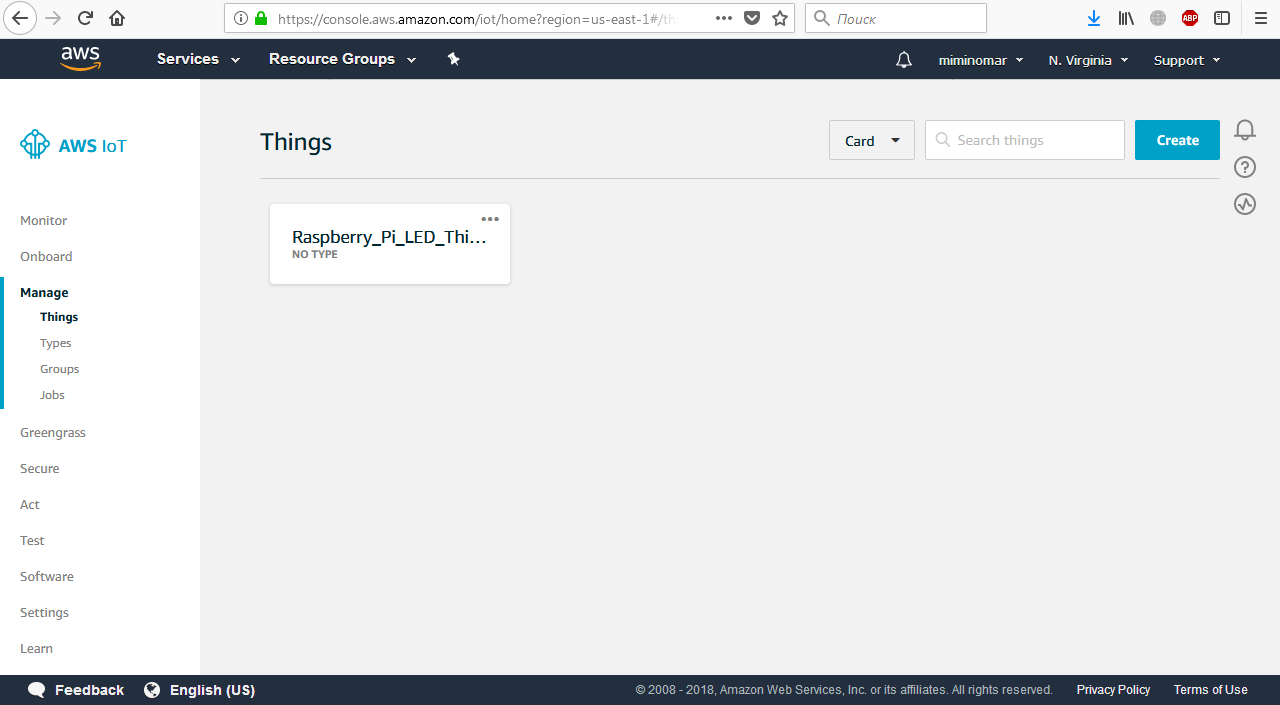 https://console.aws.amazon.com/iot/home?region=us-east-1#/th
Поиск
ABP
aws
Services
Resource Groups
miminomar
N. Virginia
Support
AWS IoT
Things
Card
Search things
Create
Monitor
Onboard
Manage
Things
Types
Groups
Jobs
Greengrass
Secure
Act
Test
Software
Settings
Learn
Raspberry_Pi_LED_Thi...
NO TYPE
Feedback
English (US)
© 2008 - 2018, Amazon Web Services, Inc. or its affiliates. All rights reserved.
Privacy Policy
Terms of Use